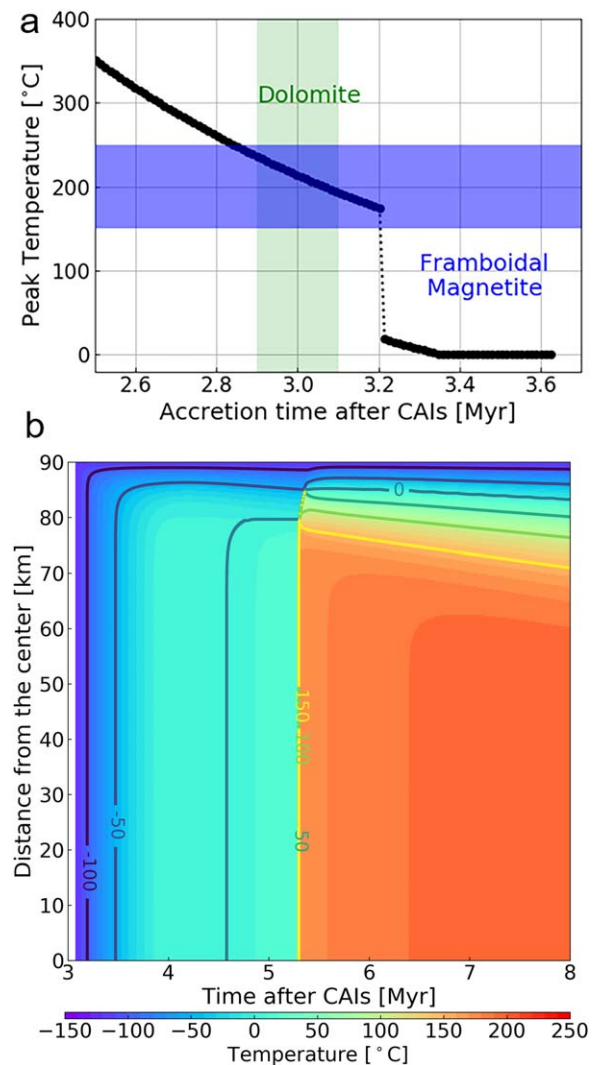 a
400
300
200
100
0
Peak Temperature [°C]
Dolomite
Framboidal
Magnetite
2.6 2.8 3.0 3.2 3.4 3.6
Accretion time after CAIs [Myr]
b
90
80
70
60
50
40
30
20
10
0
Distance from the center [km]
-100
-50
50
150
100
0
3 4 5 6 7 8
Time after CAIs [Myr]
−150 −100 −50 0 50 100 150 200 250
Temperature [°C]